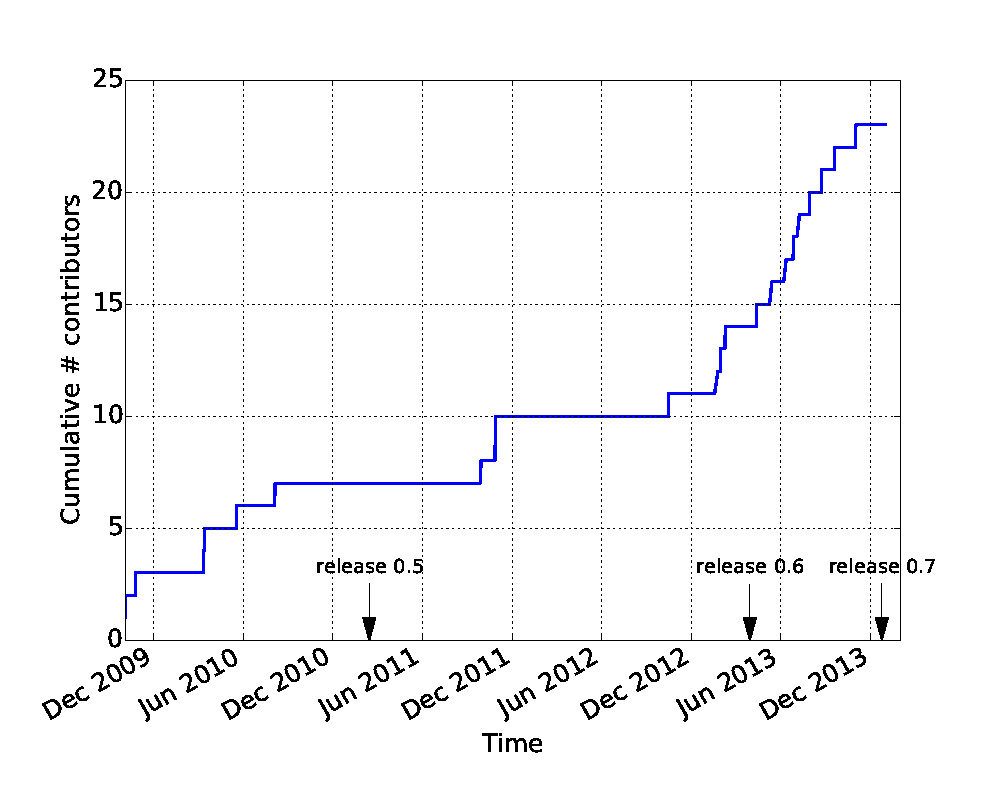 25
20
15
10
5
0
Cumulative # contributors
release 0.5
release 0.6
release 0.7
Dec 2009
Jun 2010
Dec 2010
Jun 2011
Dec 2011
Jun 2012
Dec 2012
Jun 2013
Dec 2013
Time